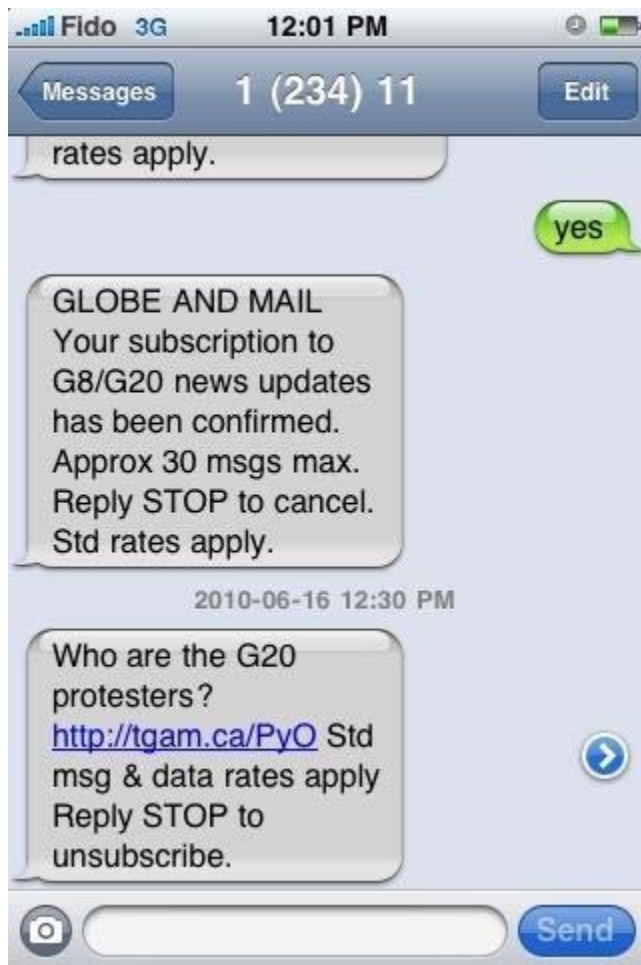 Fido 3G 12:01 PM
Messages 1 (234) 11 Edit
rates apply.
yes
GLOBE AND MAIL
Your subscription to
G8/G20 news updates
has been confirmed.
Approx 30 msgs max.
Reply STOP to cancel.
Std rates apply.
2010-06-16 12:30 PM
Who are the G20
protesters?
http://tgam.ca/PyO Std
msg & data rates apply
Reply STOP to
unsubscribe.
Send